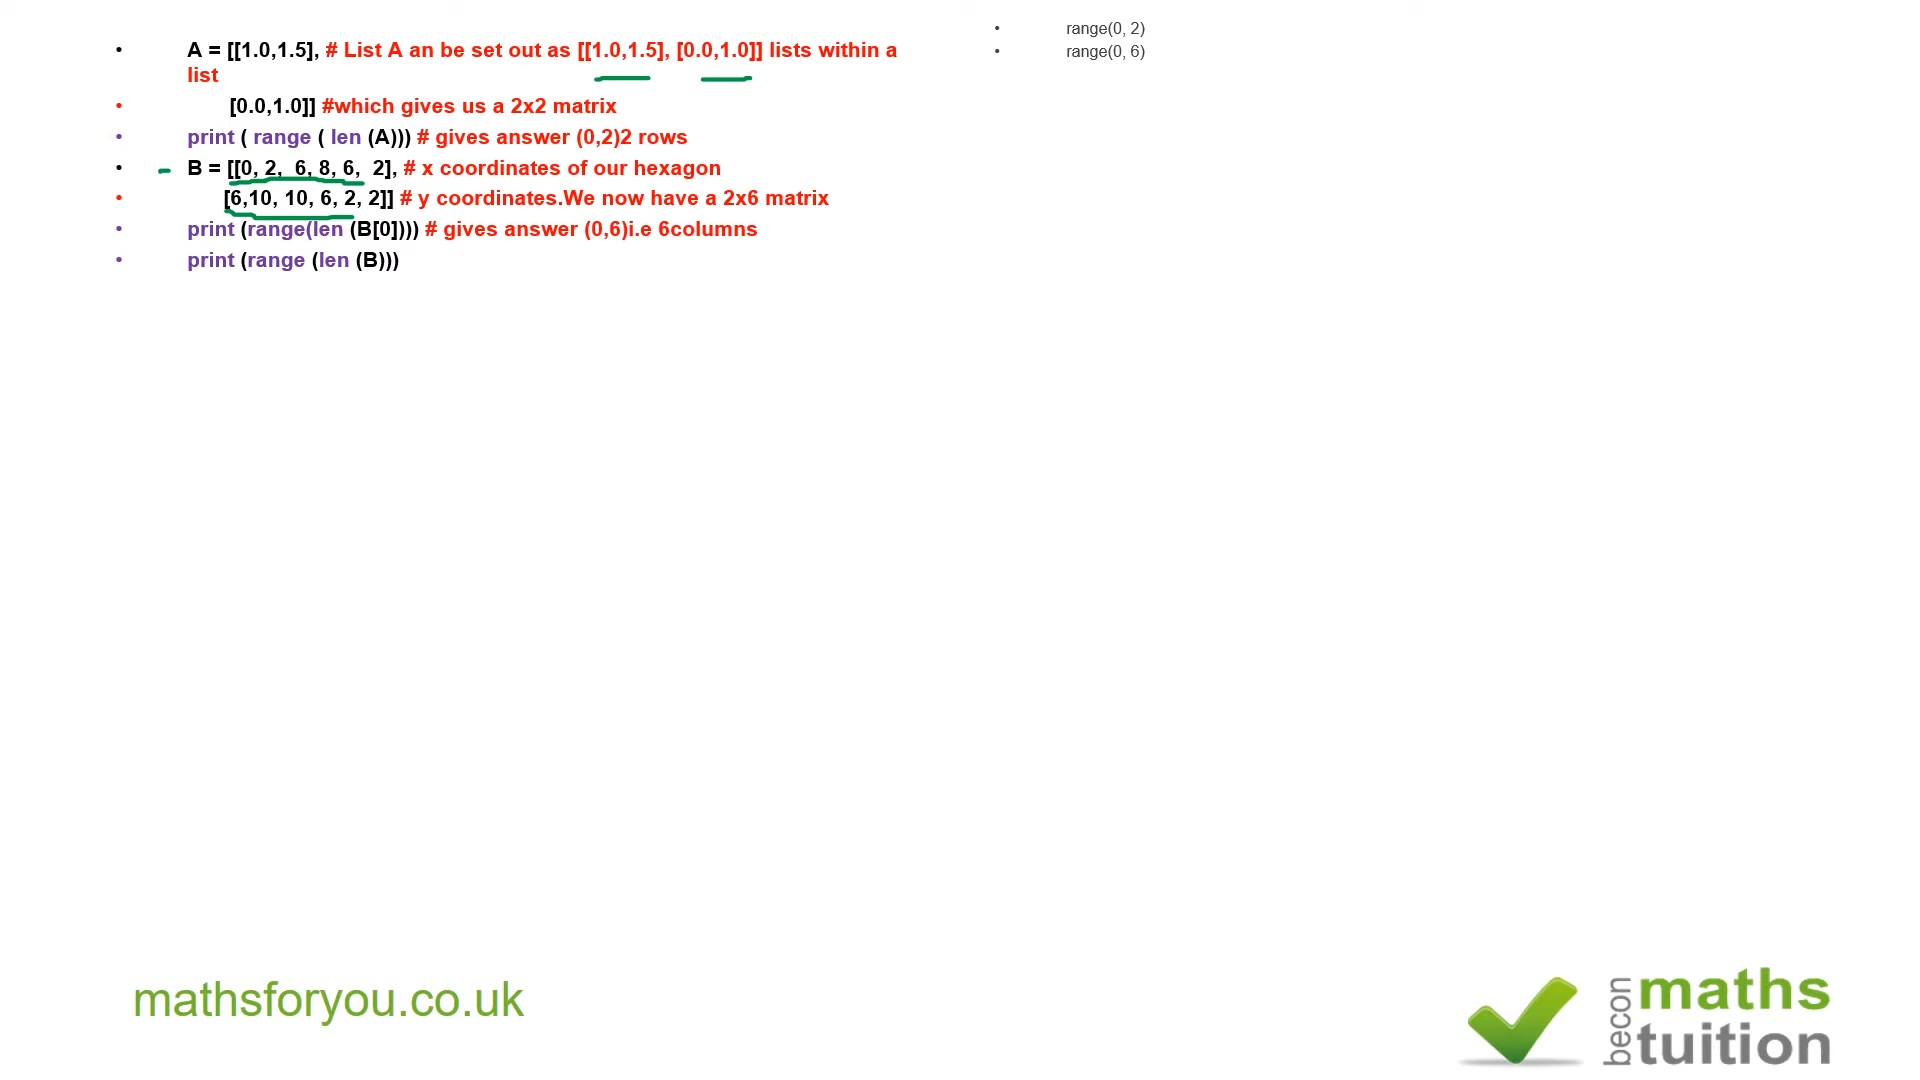 • A = [[1.0,1.5], # List A an be set out as [[1.0,1.5], [0.0,1.0]] lists within a
list
• [0.0,1.0]] #which gives us a 2x2 matrix
• print ( range ( len (A))) # gives answer (0,2)2 rows
• B = [[0, 2,  6, 8, 6,  2], # x coordinates of our hexagon
• [6,10, 10, 6, 2, 2]] # y coordinates.We now have a 2x6 matrix
• print (range(len (B[0]))) # gives answer (0,6)i.e 6columns
• print (range (len (B)))
• range(0, 2)
• range(0, 6)
mathsforyou.co.uk
becon
maths
tuition